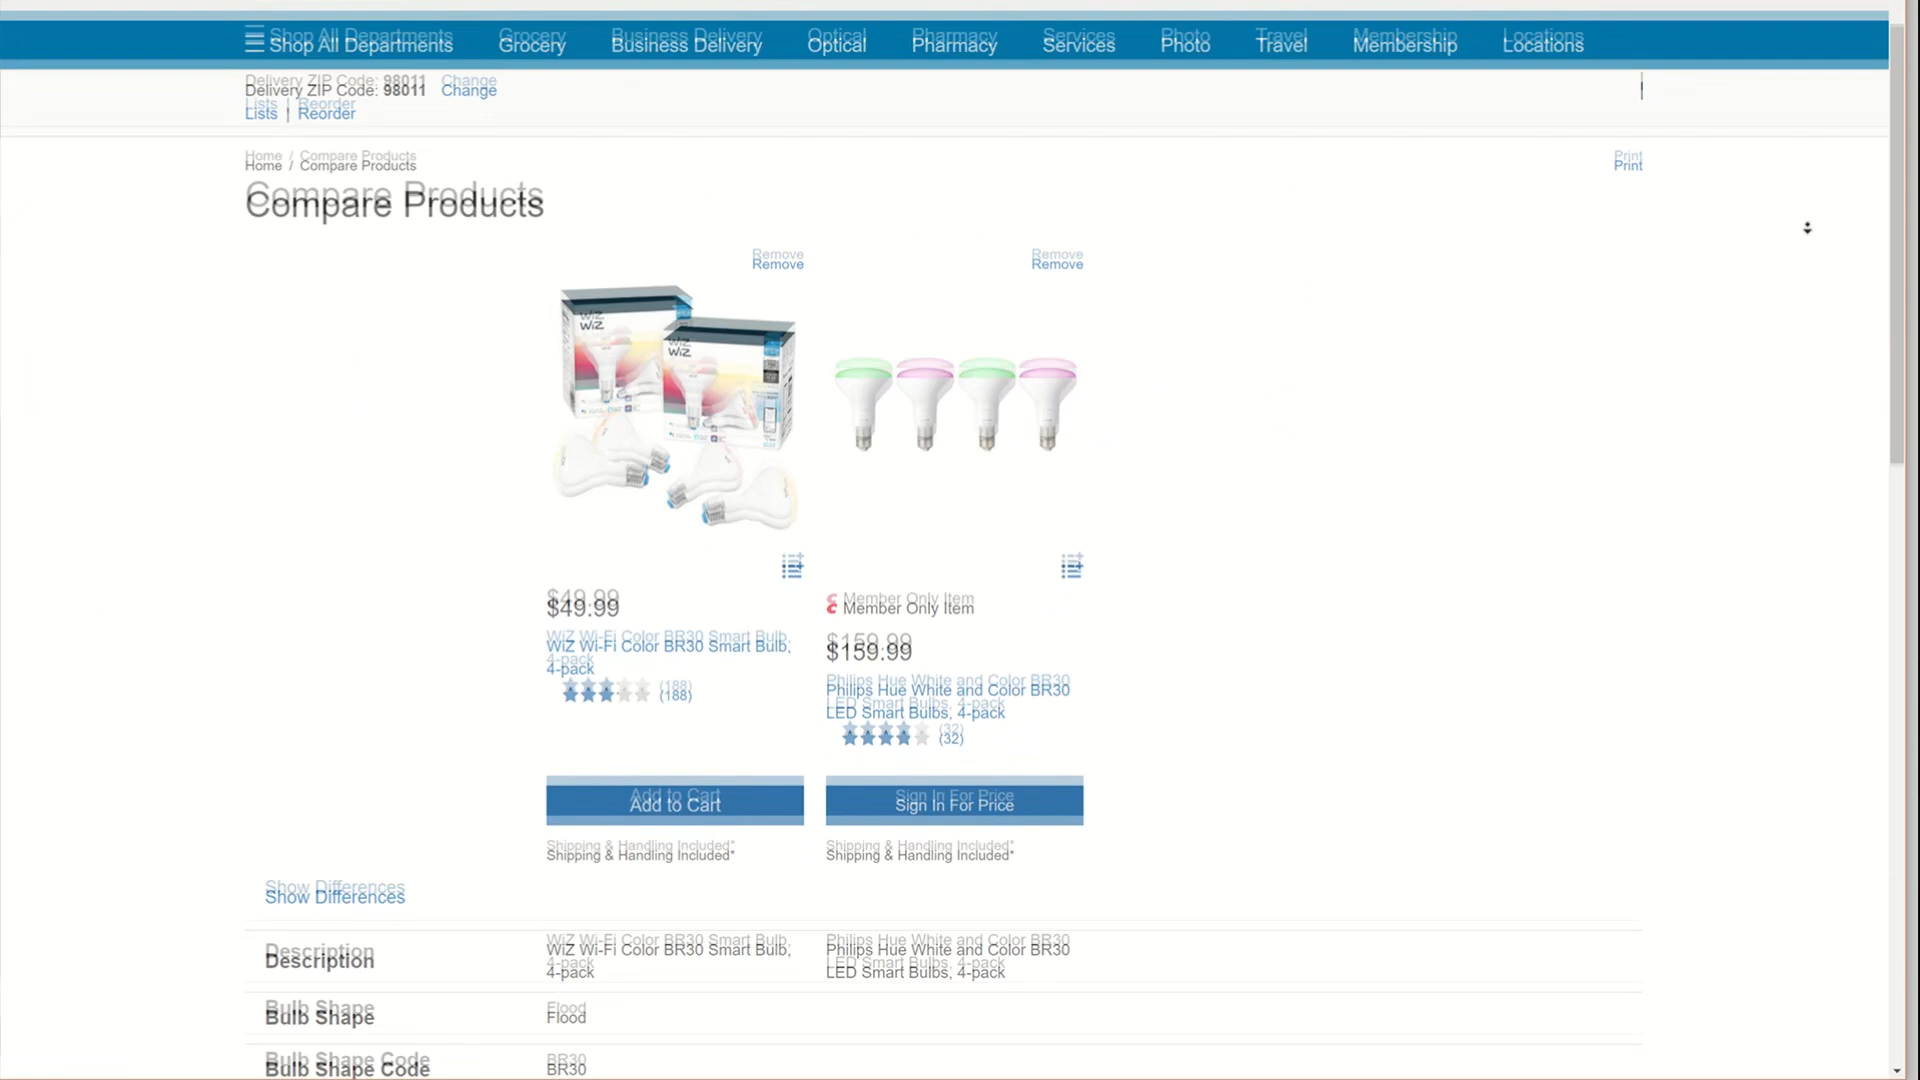 Shop All Departments Grocery Business Delivery Optical Pharmacy Services Photo Travel Membership Locations
Delivery ZIP Code: 98011 Change
Lists | Reorder
Home / Compare Products
Print
Compare Products
Remove Remove
WiZ
WiZ
$49.99
WiZ Wi-Fi Color BR30 Smart Bulb,
4-pack
(188)
Member Only Item
$159.99
Philips Hue White and Color BR30
LED Smart Bulbs, 4-pack
(32)
Add to Cart
Sign In For Price
Shipping & Handling Included*
Shipping & Handling Included*
Show Differences
Description
WiZ Wi-Fi Color BR30 Smart Bulb,
4-pack
Philips Hue White and Color BR30
LED Smart Bulbs, 4-pack
Bulb Shape Flood
Bulb Shape Code BR30